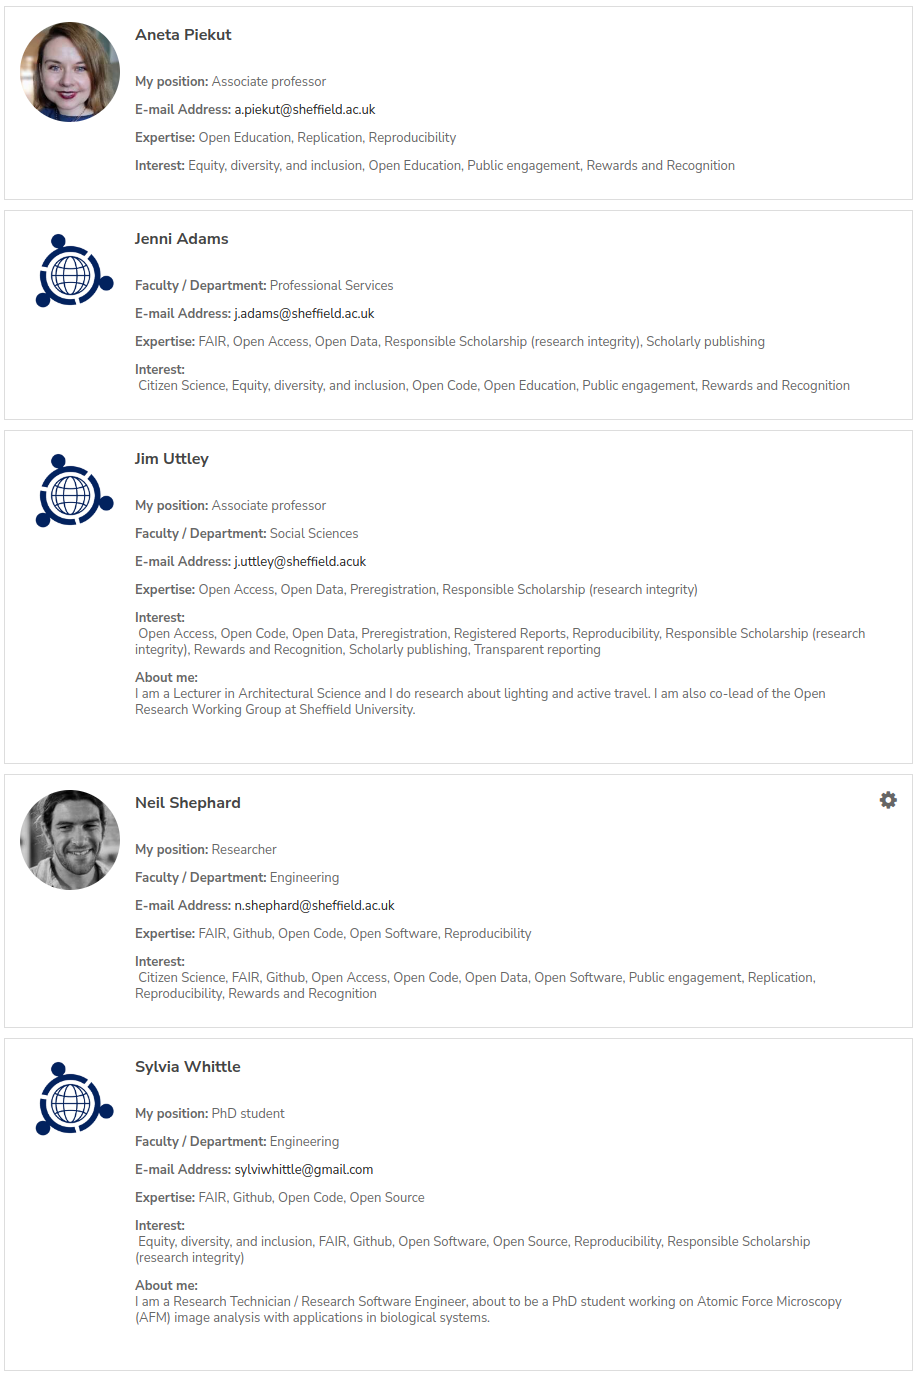 Aneta Piekut
My position: Associate professor
E-mail Address: a.piekut@sheffield.ac.uk
Expertise: Open Education, Replication, Reproducibility
Interest: Equity, diversity, and inclusion, Open Education, Public engagement, Rewards and Recognition
Jenni Adams
Faculty / Department: Professional Services
E-mail Address: j.adams@sheffield.ac.uk
Expertise: FAIR, Open Access, Open Data, Responsible Scholarship (research integrity), Scholarly publishing
Interest:
Citizen Science, Equity, diversity, and inclusion, Open Code, Open Education, Public engagement, Rewards and Recognition
Jim Uttley
My position: Associate professor
Faculty / Department: Social Sciences
E-mail Address: j.uttley@sheffield.acuk
Expertise: Open Access, Open Data, Preregistration, Responsible Scholarship (research integrity)
Interest:
Open Access, Open Code, Open Data, Preregistration, Registered Reports, Reproducibility, Responsible Scholarship (research
integrity), Rewards and Recognition, Scholarly publishing, Transparent reporting
About me:
I am a Lecturer in Architectural Science and I do research about lighting and active travel. I am also co-lead of the Open
Research Working Group at Sheffield University.
Neil Shephard
My position: Researcher
Faculty / Department: Engineering
E-mail Address: n.shephard@sheffield.ac.uk
Expertise: FAIR, Github, Open Code, Open Software, Reproducibility
Interest:
Citizen Science, FAIR, Github, Open Access, Open Code, Open Data, Open Software, Public engagement, Replication,
Reproducibility, Rewards and Recognition
Sylvia Whittle
My position: PhD student
Faculty / Department: Engineering
E-mail Address: sylviwhittle@gmail.com
Expertise: FAIR, Github, Open Code, Open Source
Interest:
Equity, diversity, and inclusion, FAIR, Github, Open Software, Open Source, Reproducibility, Responsible Scholarship
(research integrity)
About me:
I am a Research Technician / Research Software Engineer, about to be a PhD student working on Atomic Force Microscopy
(AFM) image analysis with applications in biological systems.